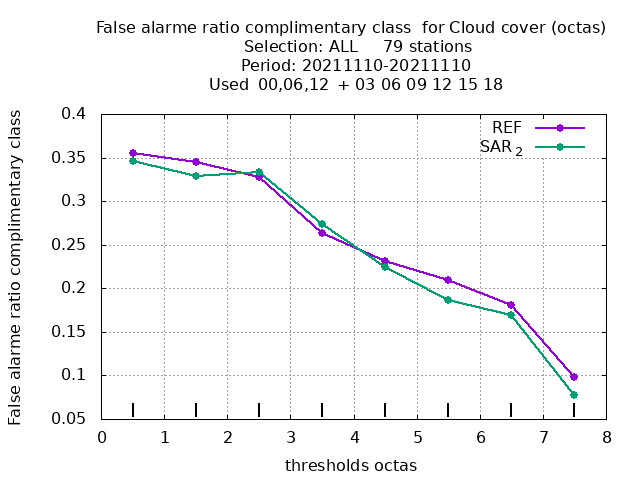 False alarme ratio complimentary class  for Cloud cover (octas)
Selection: ALL     79 stations
Period: 20211110-20211110
Used  00,06,12  + 03 06 09 12 15 18
False alarme ratio complimentary class
0.4
0.35
0.3
0.25
0.2
0.15
0.1
0.05
REF
SAR 2
0 1 2 3 4 5 6 7 8
thresholds octas